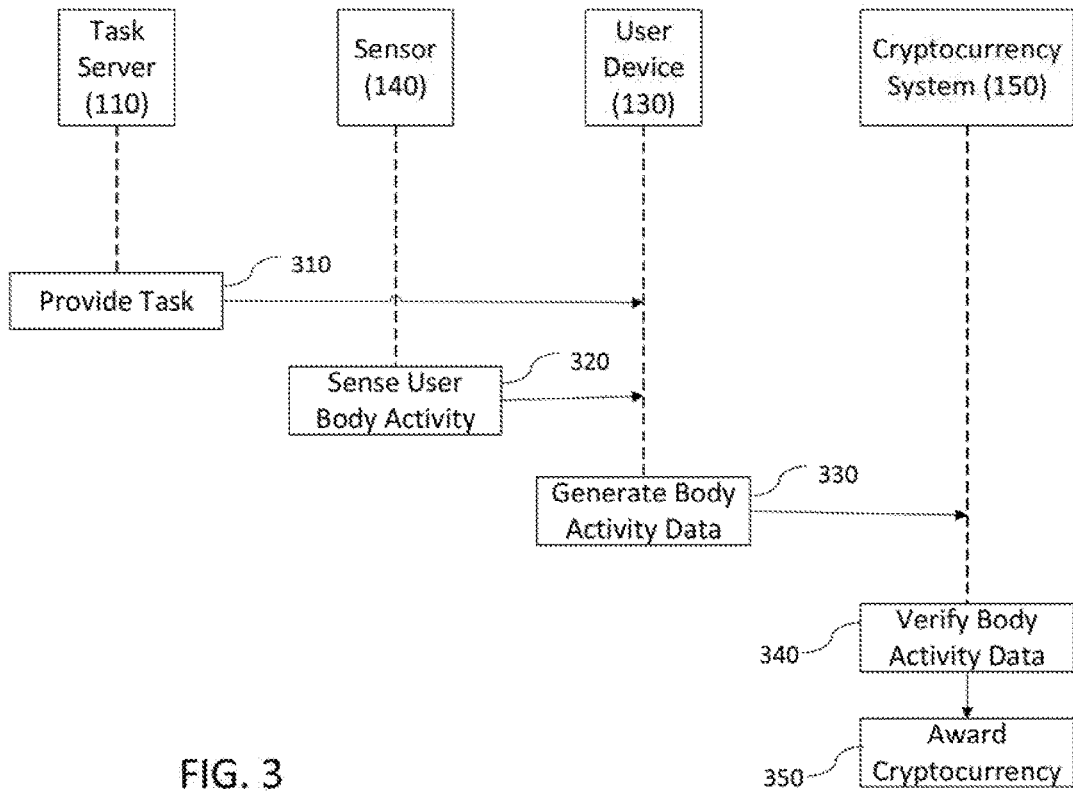 Task
Server
(110)
Sensor
(140)
User
Device
(130)
Cryptocurrency
System (150)
310
Provide Task
320
Sense User
Body Activity
330
Generate Body
Activity Data
Verify Body
Activity Data
340
Award
Cryptocurrency
350
FIG. 3